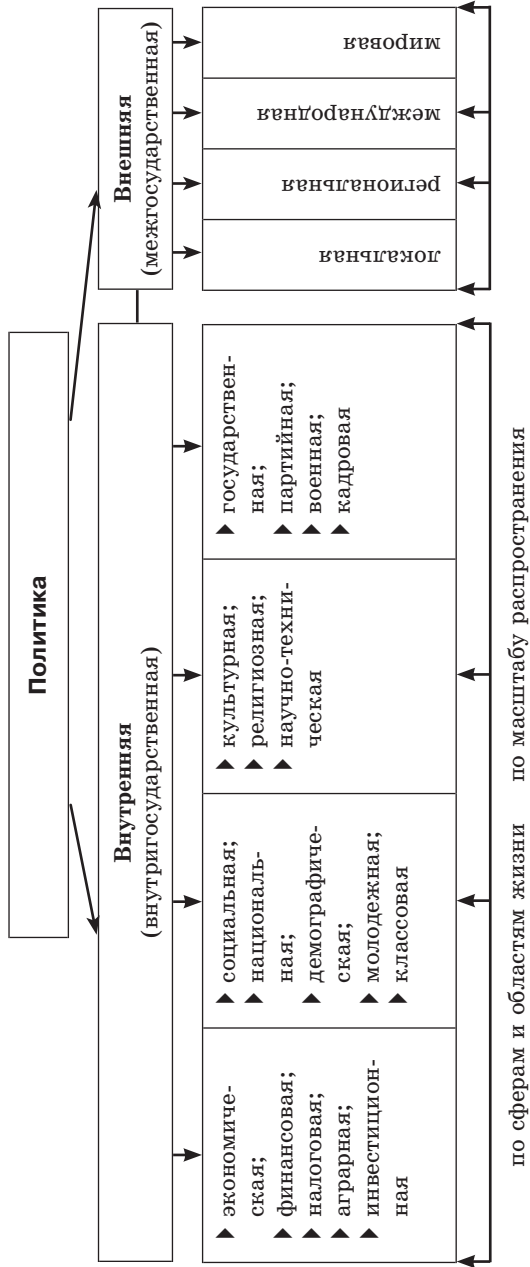 Политика
Внутренняя
(внутригосударственная)
Внешняя
(межгосударственная)
экономиче-
ская;
финансовая;
налоговая;
аграрная;
инвестицион-
ная
социальная;
националь-
ная;
демографиче-
ская;
молодежная;
классовая
культурная;
религиозная;
научно-техни-
ческая
государствен-
ная;
партийная;
военная;
кадровая
локальная
региональная
международная
мировая
по сферам и областям жизни
по масштабу распространения